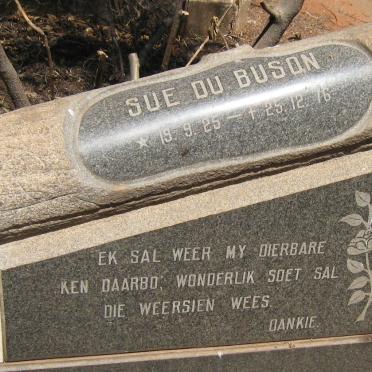 SUE DU BUSON
* 19.9.25 – † 25.12.76
EK SAL WEER MY DIERBARE
KEN DAARBO; WONDERLIK SOET SAL
DIE WEERSIEN WEES.
DANKIE.